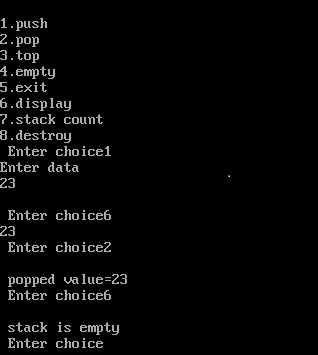 1.push
2.pop
3.top
4.empty
5.exit
6.display
7.stack count
8.destroy
Enter choice1
Enter data
23
Enter choice6
23
Enter choice2
popped value=23
Enter choice6
stack is empty
Enter choice